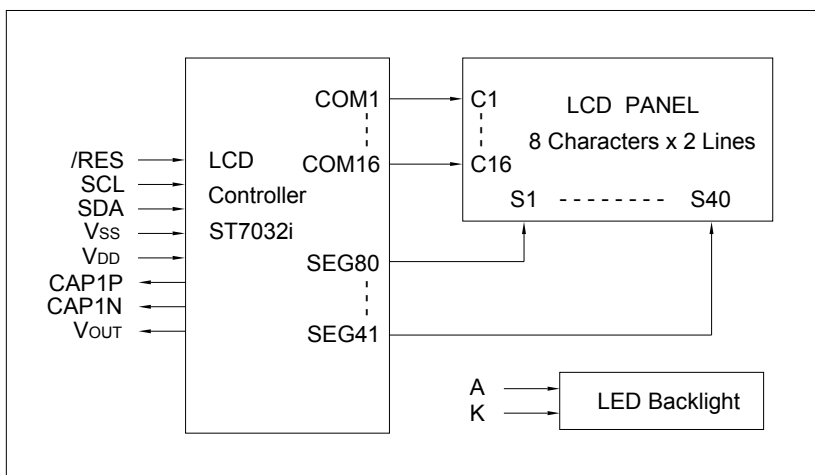 /RES
SCL
SDA
VSS
VDD
CAP1P
CAP1N
VOUT
LCD
Controller
ST7032i
COM1
COM16
SEG80
SEG41
C1
C16
LCD PANEL
8 Characters x 2 Lines
S1 S40
A
K
LED Backlight